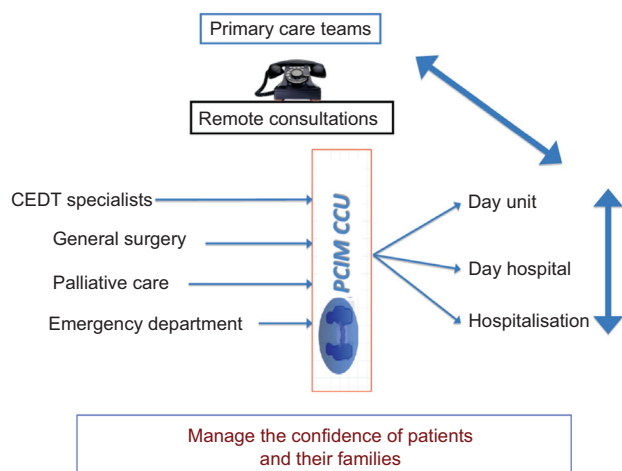 Primary care teams
Remote consultations
CEDT specialists
General surgery
Palliative care
Emergency department
PCIM CCU
Day unit
Day hospital
Hospitalisation
Manage the confidence of patients
and their families